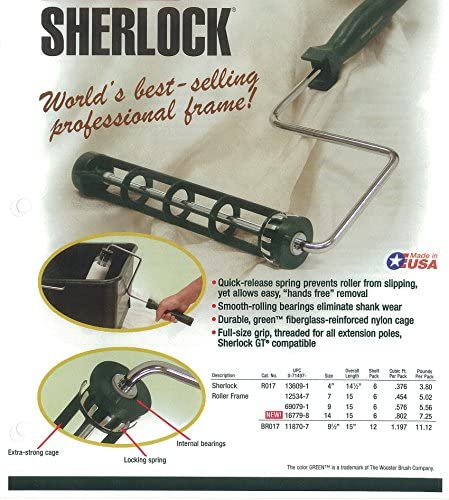 SHERLOCK®
World's best-selling
professional frame!
Made in
USA
• Quick-release spring prevents roller from slipping,
yet allows easy, "hands free" removal
• Smooth-rolling bearings eliminate shank wear
• Durable, green™ fiberglass-reinforced nylon cage
• Full-size grip, threaded for all extension poles,
Sherlock GT® compatible
Description Cat. No. UPC 0-71497- Size Overall Length Shelf Pack Cubic Ft. Per Pack Pounds Per Pack
Sherlock R017 13609-1 4" 14½" 6 .376 3.80
Roller Frame 12534-7 7 15 6 .454 5.02
69079-1 9 15 6 .576 5.56
NEW! 16779-8 14 15 6 .802 7.25
BR017 11870-7 9½" 15" 12 1.197 11.12
Internal bearings
Extra-strong cage
Locking spring
The color GREEN™ is a trademark of The Wooster Brush Company.